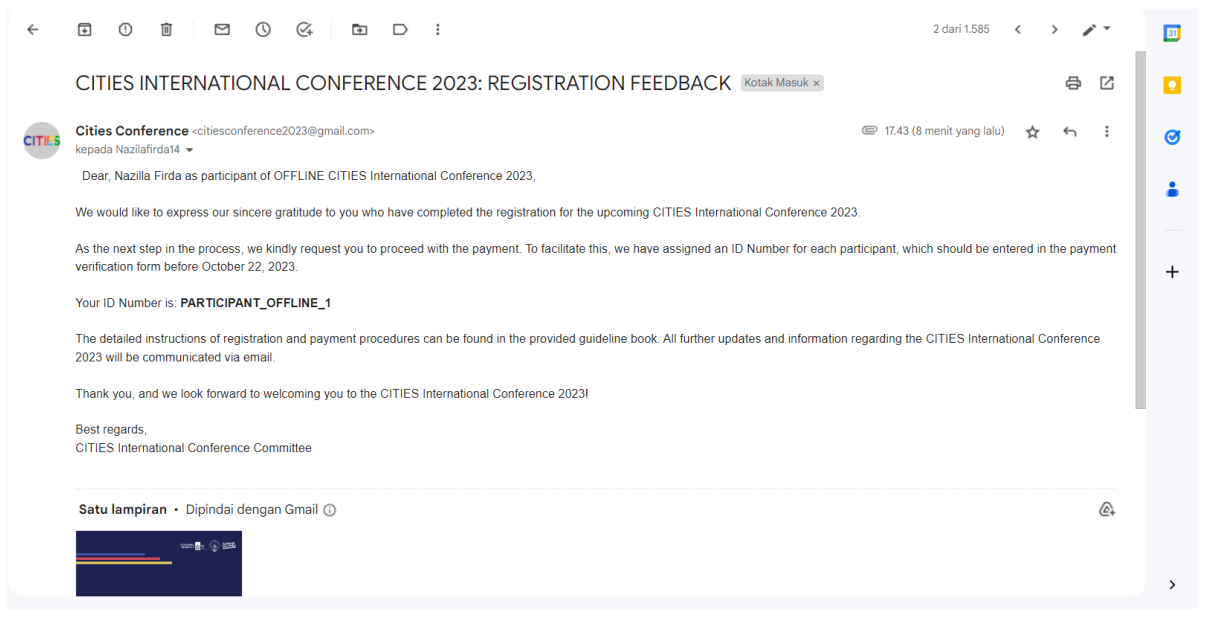 2 dari 1.585
31
CITIES INTERNATIONAL CONFERENCE 2023: REGISTRATION FEEDBACK Kotak Masuk ×
CITIES
Cities Conference <citiesconference2023@gmail.com> 17.43 (8 menit yang lalu)
kepada Nazilafirda14
Dear, Nazilla Firda as participant of OFFLINE CITIES International Conference 2023,
We would like to express our sincere gratitude to you who have completed the registration for the upcoming CITIES International Conference 2023.
As the next step in the process, we kindly request you to proceed with the payment. To facilitate this, we have assigned an ID Number for each participant, which should be entered in the payment
verification form before October 22, 2023.
Your ID Number is: PARTICIPANT_OFFLINE_1
The detailed instructions of registration and payment procedures can be found in the provided guideline book. All further updates and information regarding the CITIES International Conference
2023 will be communicated via email.
Thank you, and we look forward to welcoming you to the CITIES International Conference 2023!
Best regards,
CITIES International Conference Committee
Satu lampiran • Dipindai dengan Gmail